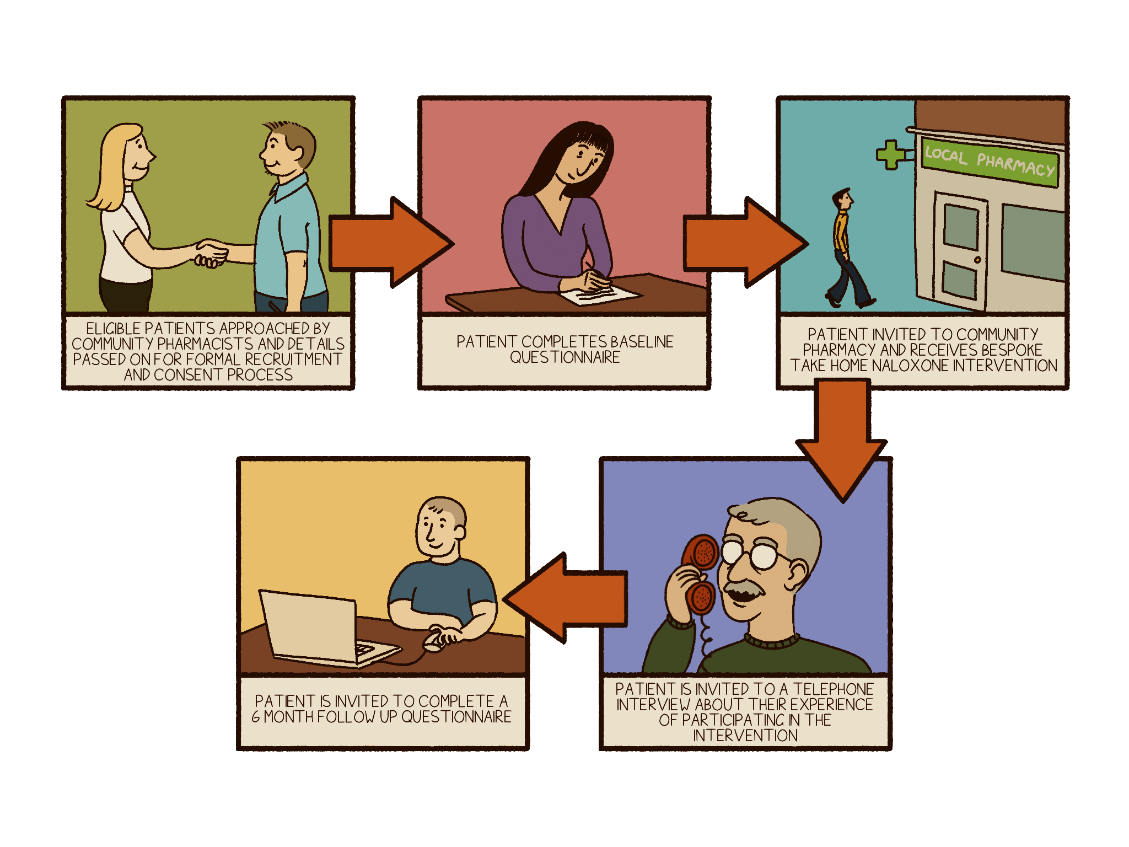 ELIGIBLE PATIENTS APPROACHED BY
COMMUNITY PHARMACISTS AND DETAILS
PASSED ON FOR FORMAL RECRUITMENT
AND CONSENT PROCESS
PATIENT COMPLETES BASELINE
QUESTIONNAIRE
LOCAL PHARMACY
PATIENT INVITED TO COMMUNITY
PHARMACY AND RECEIVES BESPOKE
TAKE HOME NALOXONE INTERVENTION
PATIENT IS INVITED TO A TELEPHONE
INTERVIEW ABOUT THEIR EXPERIENCE
OF PARTICIPATING IN THE
INTERVENTION
PATIENT IS INVITED TO COMPLETE A
6 MONTH FOLLOW UP QUESTIONNAIRE